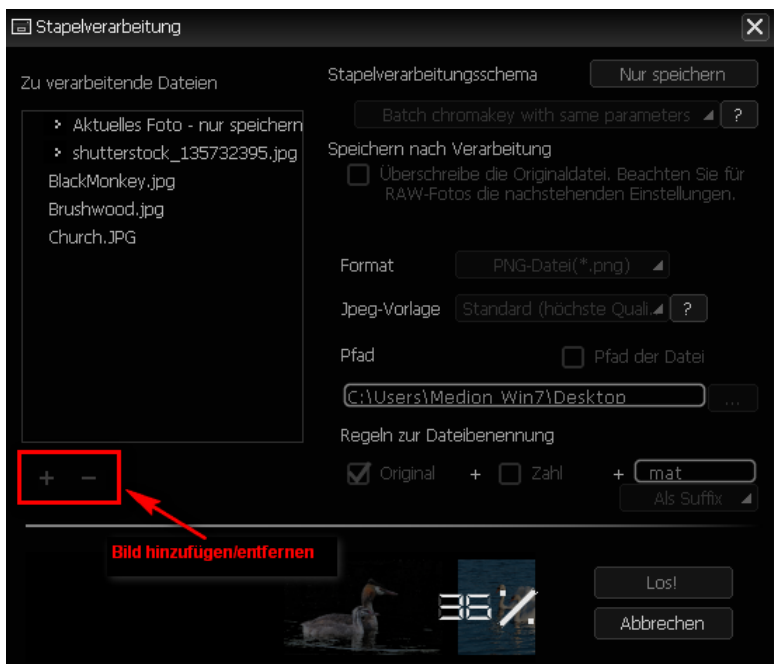 Stapelverarbeitung
Zu verarbeitende Dateien
Aktuelles Foto - nur speichern
shutterstock_135732395.jpg
BlackMonkey.jpg
Brushwood.jpg
Church.JPG
+ −
Bild hinzufügen/entfernen
Stapelverarbeitungsschema Nur speichern
Batch chromakey with same parameters ?
Speichern nach Verarbeitung
Überschreibe die Originaldatei. Beachten Sie für
RAW-Fotos die nachstehenden Einstellungen.
Format PNG-Datei(*.png)
Jpeg-Vorlage Standard (höchste Quali. ?
Pfad Pfad der Datei
C:\Users\Medion Win7\Desktop ...
Regeln zur Dateibenennung
Original + Zahl + mat
Als Suffix
36%
Los!
Abbrechen